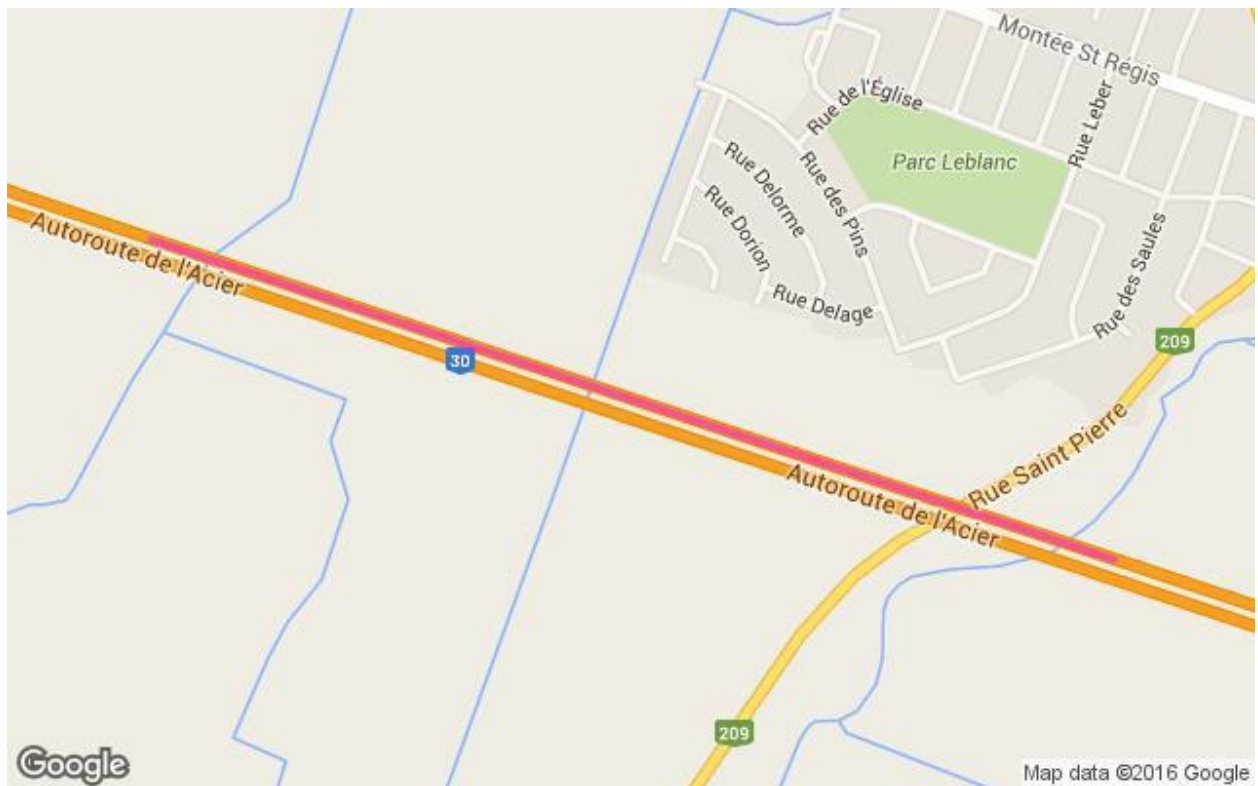 Montée St Régis
Rue de l'Église
Rue Leber
Parc Leblanc
Rue Delorme
Rue des Pins
Rue Dorion
Rue des Saules
Autoroute de l'Acier
Rue Delage
209
30
Rue Saint Pierre
Autoroute de l'Acier
209
Google
Map data ©2016 Google